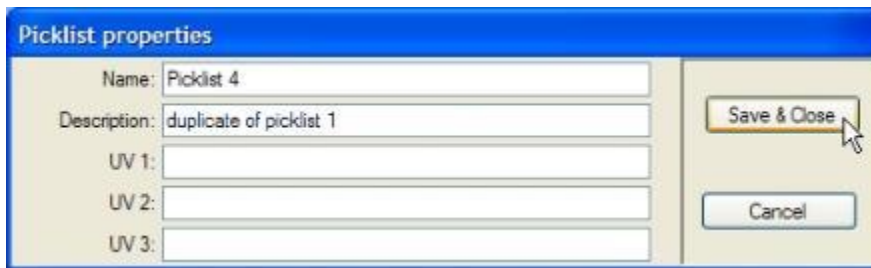 Picklist properties
Name: Picklist 4
Description: duplicate of picklist 1
Save & Close
UV 1:
UV 2:
Cancel
UV 3: